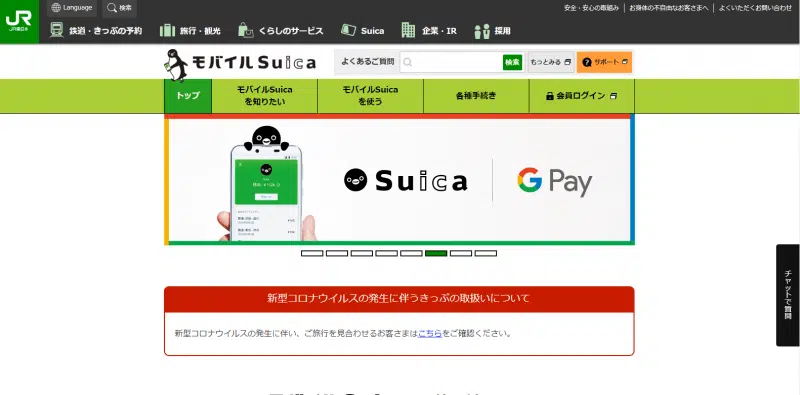 Language
検索
安全・安心の取組み
お身体の不自由なお客さまへ
よくいただくお問い合わせ
JR
JR東日本
鉄道・きっぷの予約
旅行・観光
くらしのサービス
Suica
企業・IR
採用
モバイルSuica
よくあるご質問
検索
もっとみる
? サポート
トップ
モバイルSuica
を知りたい
モバイルSuica
を使う
各種手続き
会員ログイン
Suica
G Pay
チャットで質問
新型コロナウイルスの発生に伴うきっぷの取扱いについて
新型コロナウイルスの発生に伴い、ご旅行を見合わせるお客さまはこちらをご確認ください。